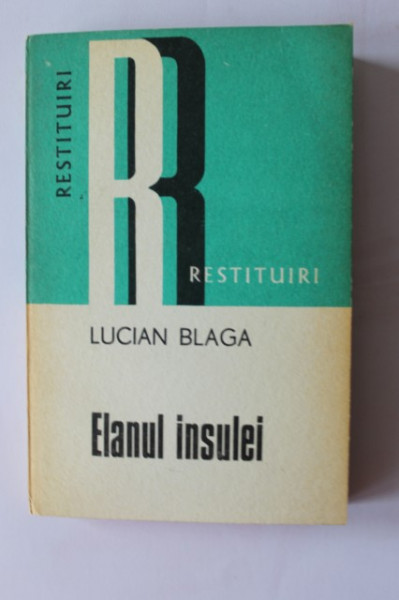 RESTITUIRI
R
RESTITUIRI
LUCIAN BLAGA
Elanul insulei